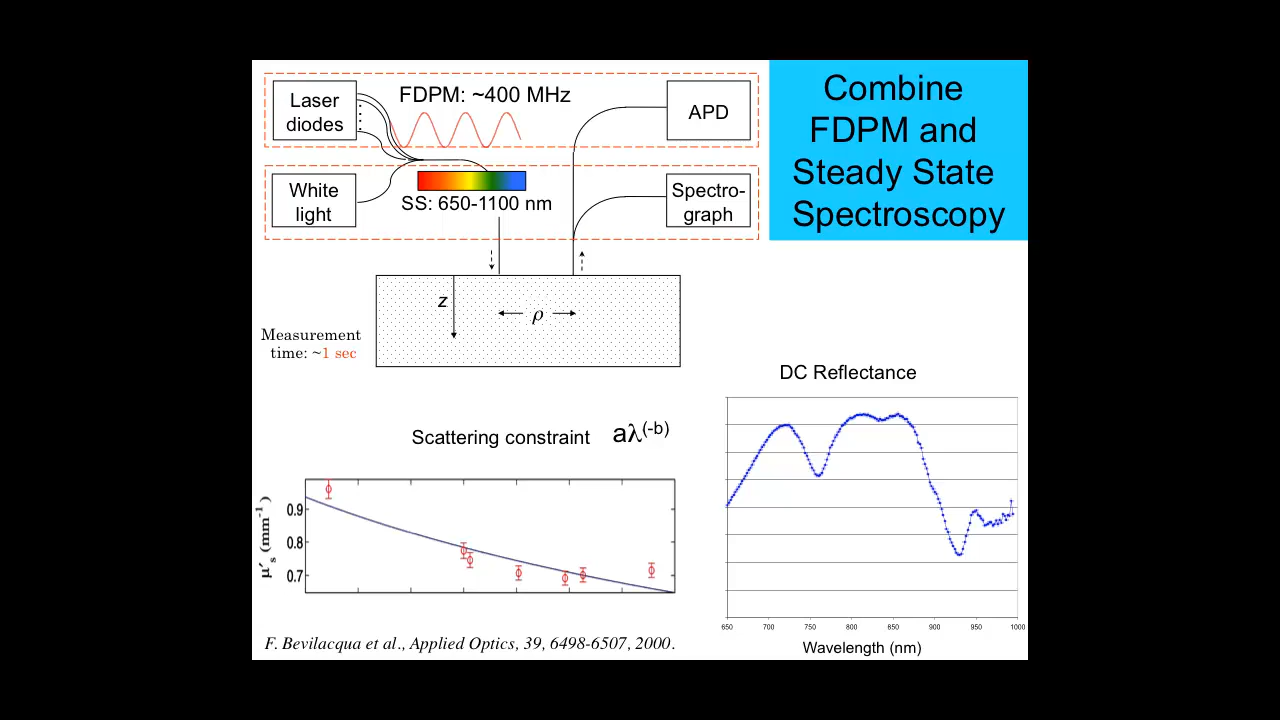 Combine
FDPM and
Steady State
Spectroscopy
Laser
diodes
FDPM: ~400 MHz
APD
White
light
SS: 650-1100 nm
Spectro-
graph
z
ρ
Measurement
time: ~1 sec
DC Reflectance
Scattering constraint aλ(-b)
μ′s (mm-1)
0.9
0.8
0.7
650 700 750 800 850 900 950 1000
Wavelength (nm)
F. Bevilacqua et al., Applied Optics, 39, 6498-6507, 2000.